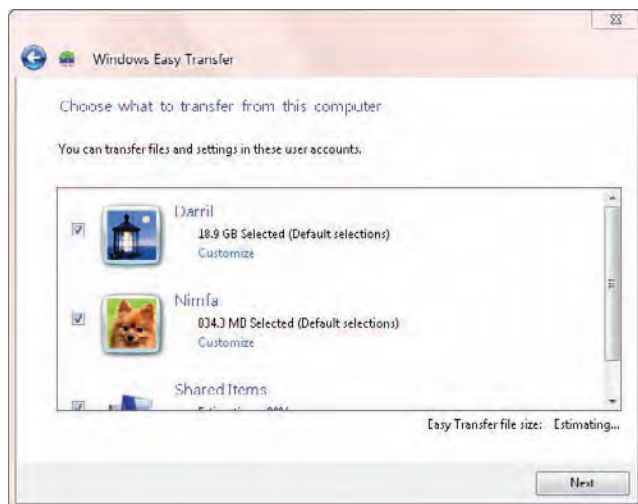 Windows Easy Transfer
Choose what to transfer from this computer
You can transfer files and settings in these user accounts.
Darril
18.9 GB Selected (Default selections)
Customize
Nimfa
834.3 MB Selected (Default selections)
Customize
Shared Items
Easy Transfer file size: Estimating...
Next